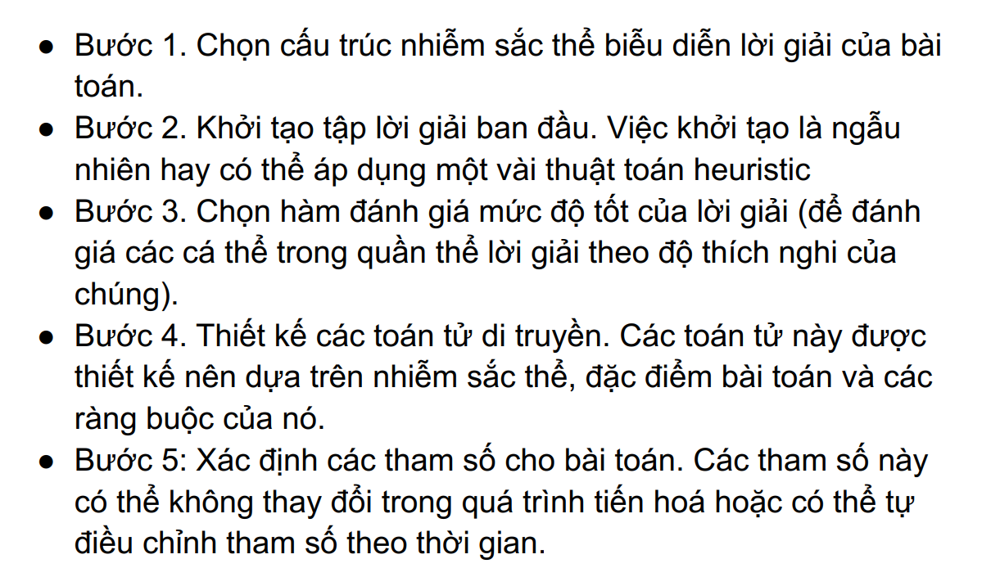 ● Bước 1. Chọn cấu trúc nhiễm sắc thể biễu diễn lời giải của bài
toán.
● Bước 2. Khởi tạo tập lời giải ban đầu. Việc khởi tạo là ngẫu
nhiên hay có thể áp dụng một vài thuật toán heuristic
● Bước 3. Chọn hàm đánh giá mức độ tốt của lời giải (để đánh
giá các cá thể trong quần thể lời giải theo độ thích nghi của
chúng).
● Bước 4. Thiết kế các toán tử di truyền. Các toán tử này được
thiết kế nên dựa trên nhiễm sắc thể, đặc điểm bài toán và các
ràng buộc của nó.
● Bước 5: Xác định các tham số cho bài toán. Các tham số này
có thể không thay đổi trong quá trình tiến hoá hoặc có thể tự
điều chỉnh tham số theo thời gian.